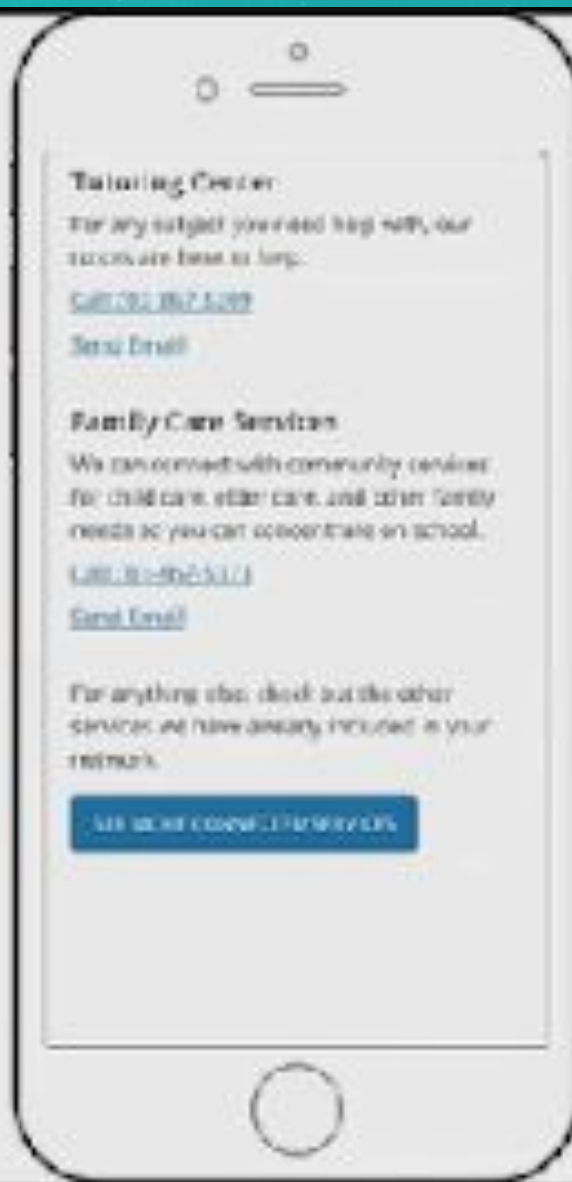 Tutoring Center
For any subject you need help with, our
tutors are here to help.
Call
Send Email
Family Care Services
We can connect with community services
for child care, elder care, and other family
needs so you can concentrate on school.
Call
Send Email
For anything else, check out the other
services we have already included in your
network.